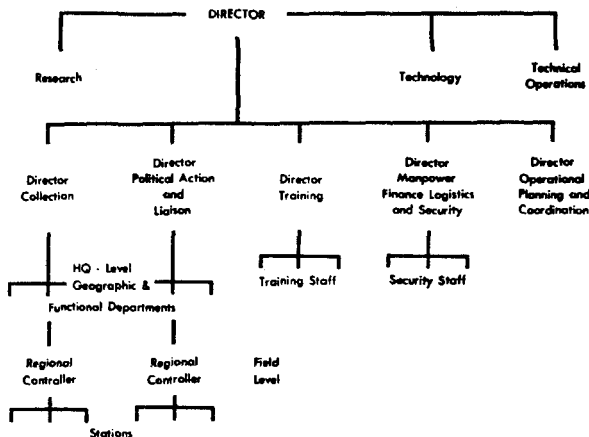 DIRECTOR
Research
Technology
Technical
Operations
Director
Collection
Director
Political Action
and
Liaison
Director
Training
Director
Manpower
Finance Logistics
and Security
Director
Operational
Planning and
Coordination
HQ - Level
Geographic &
Functional Departments
Training Staff
Security Staff
Regional
Controller
Regional
Controller
Field
Level
Stations